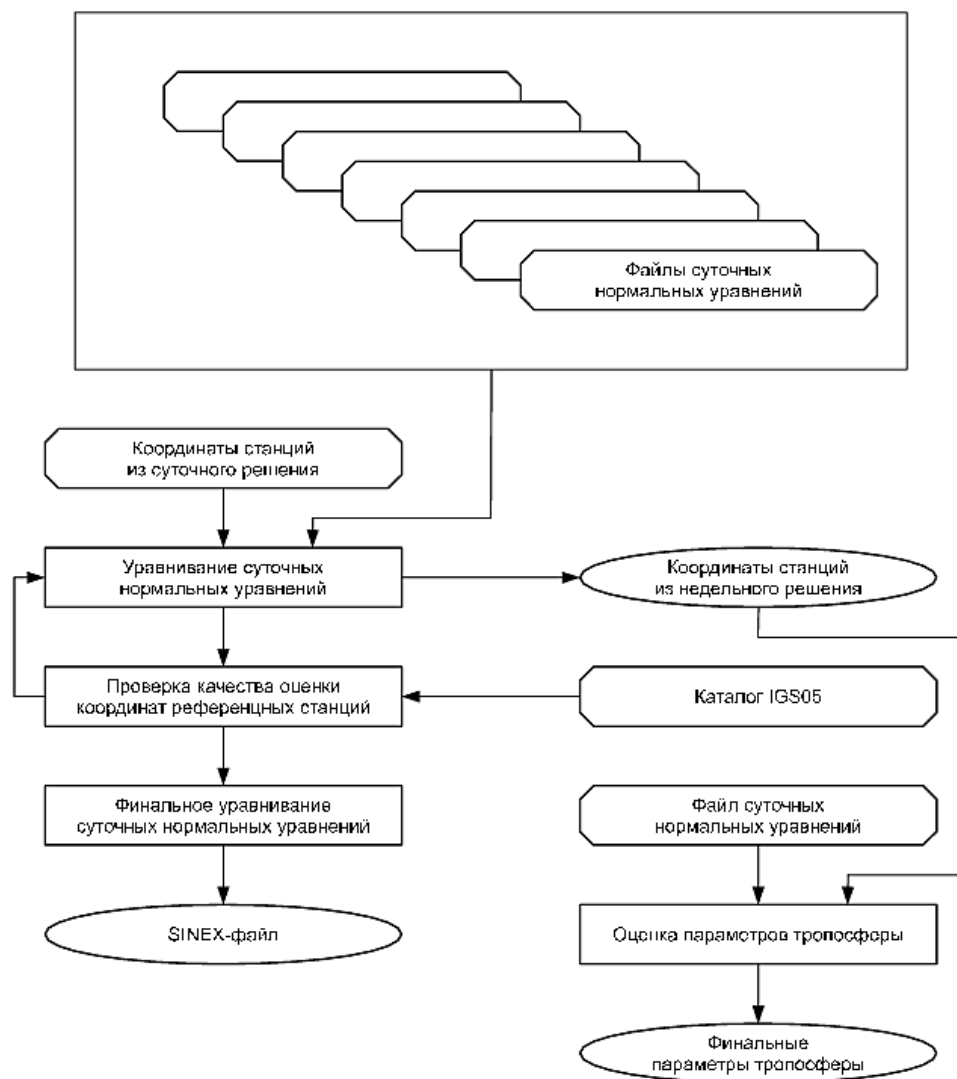 Файлы суточных
нормальных уравнений
Координаты станций
из суточного решения
Уравнивание суточных
нормальных уравнений
Координаты станций
из недельного решения
Проверка качества оценки
координат референцных станций
Каталог IGS05
Финальное уравнивание
суточных нормальных уравнений
Файл суточных
нормальных уравнений
SINEX-файл
Оценка параметров тропосферы
Финальные
параметры тропосферы